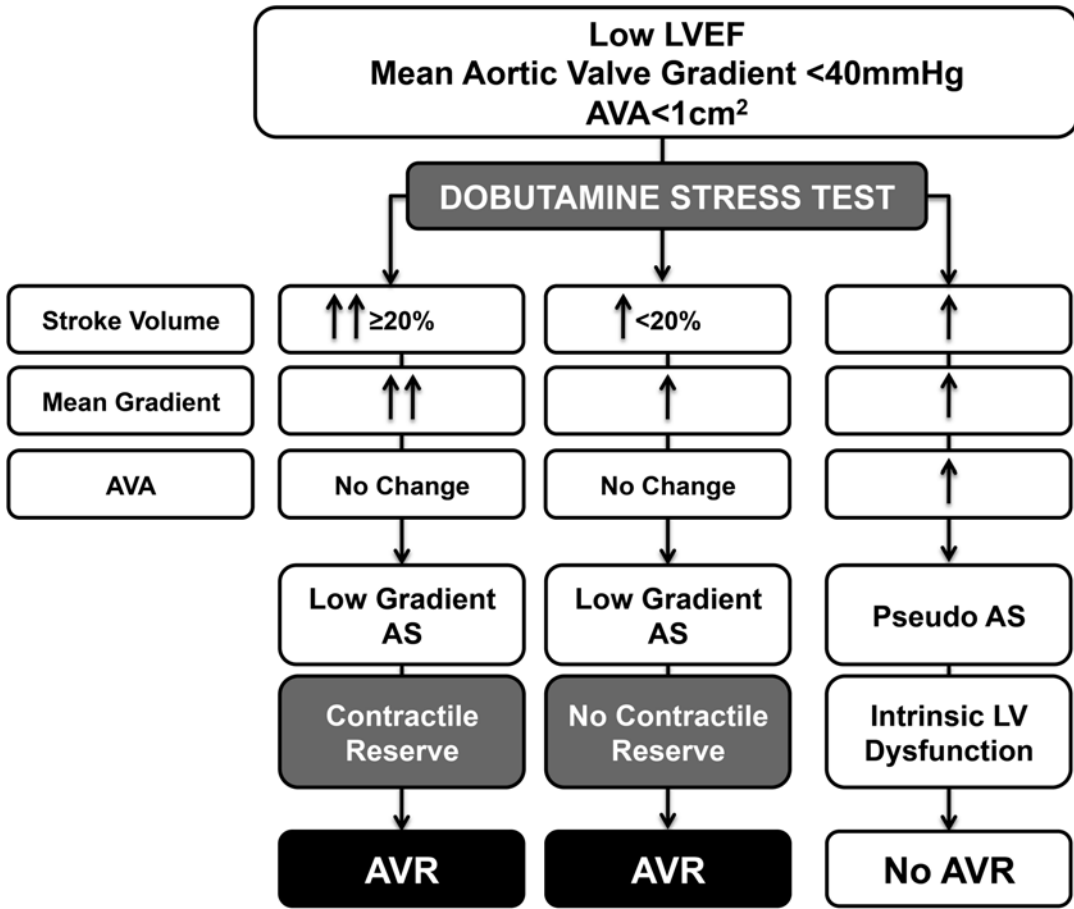 Low LVEF
Mean Aortic Valve Gradient <40mmHg
AVA<1cm²
DOBUTAMINE STRESS TEST
Stroke Volume
↑↑ ≥20%
↑ <20%
↑
Mean Gradient
↑↑
↑
↑
AVA
No Change
No Change
↑
Low Gradient
AS
Low Gradient
AS
Pseudo AS
Contractile
Reserve
No Contractile
Reserve
Intrinsic LV
Dysfunction
AVR
AVR
No AVR